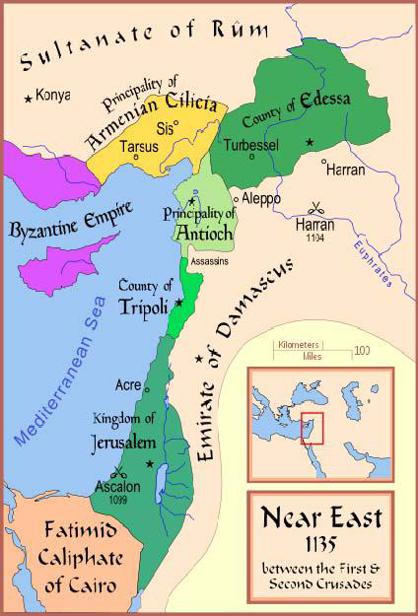 Sultanate of Rûm
Konya
Principality of
Armenian Cilicia
Sis
Tarsus
County of Edessa
Turbessel
Harran
Aleppo
Harran
1104
Euphrates
Byzantine Empire
Principality of
Antioch
Assassins
County of
Tripoli
Emirate of Damascus
Mediterranean Sea
Kilometers
Miles
100
Acre
Kingdom of
Jerusalem
Ascalon
1099
Fatimid
Caliphate
of Cairo
Near East
1135
between the First &
Second Crusades